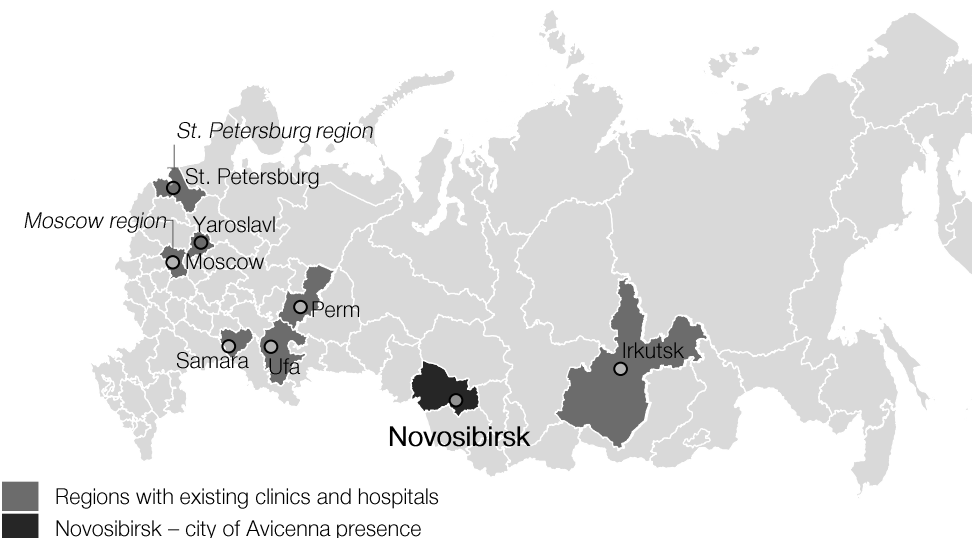 St. Petersburg region
St. Petersburg
Moscow region
Yaroslavl
Moscow
Perm
Samara
Ufa
Irkutsk
Novosibirsk
Regions with existing clinics and hospitals
Novosibirsk – city of Avicenna presence